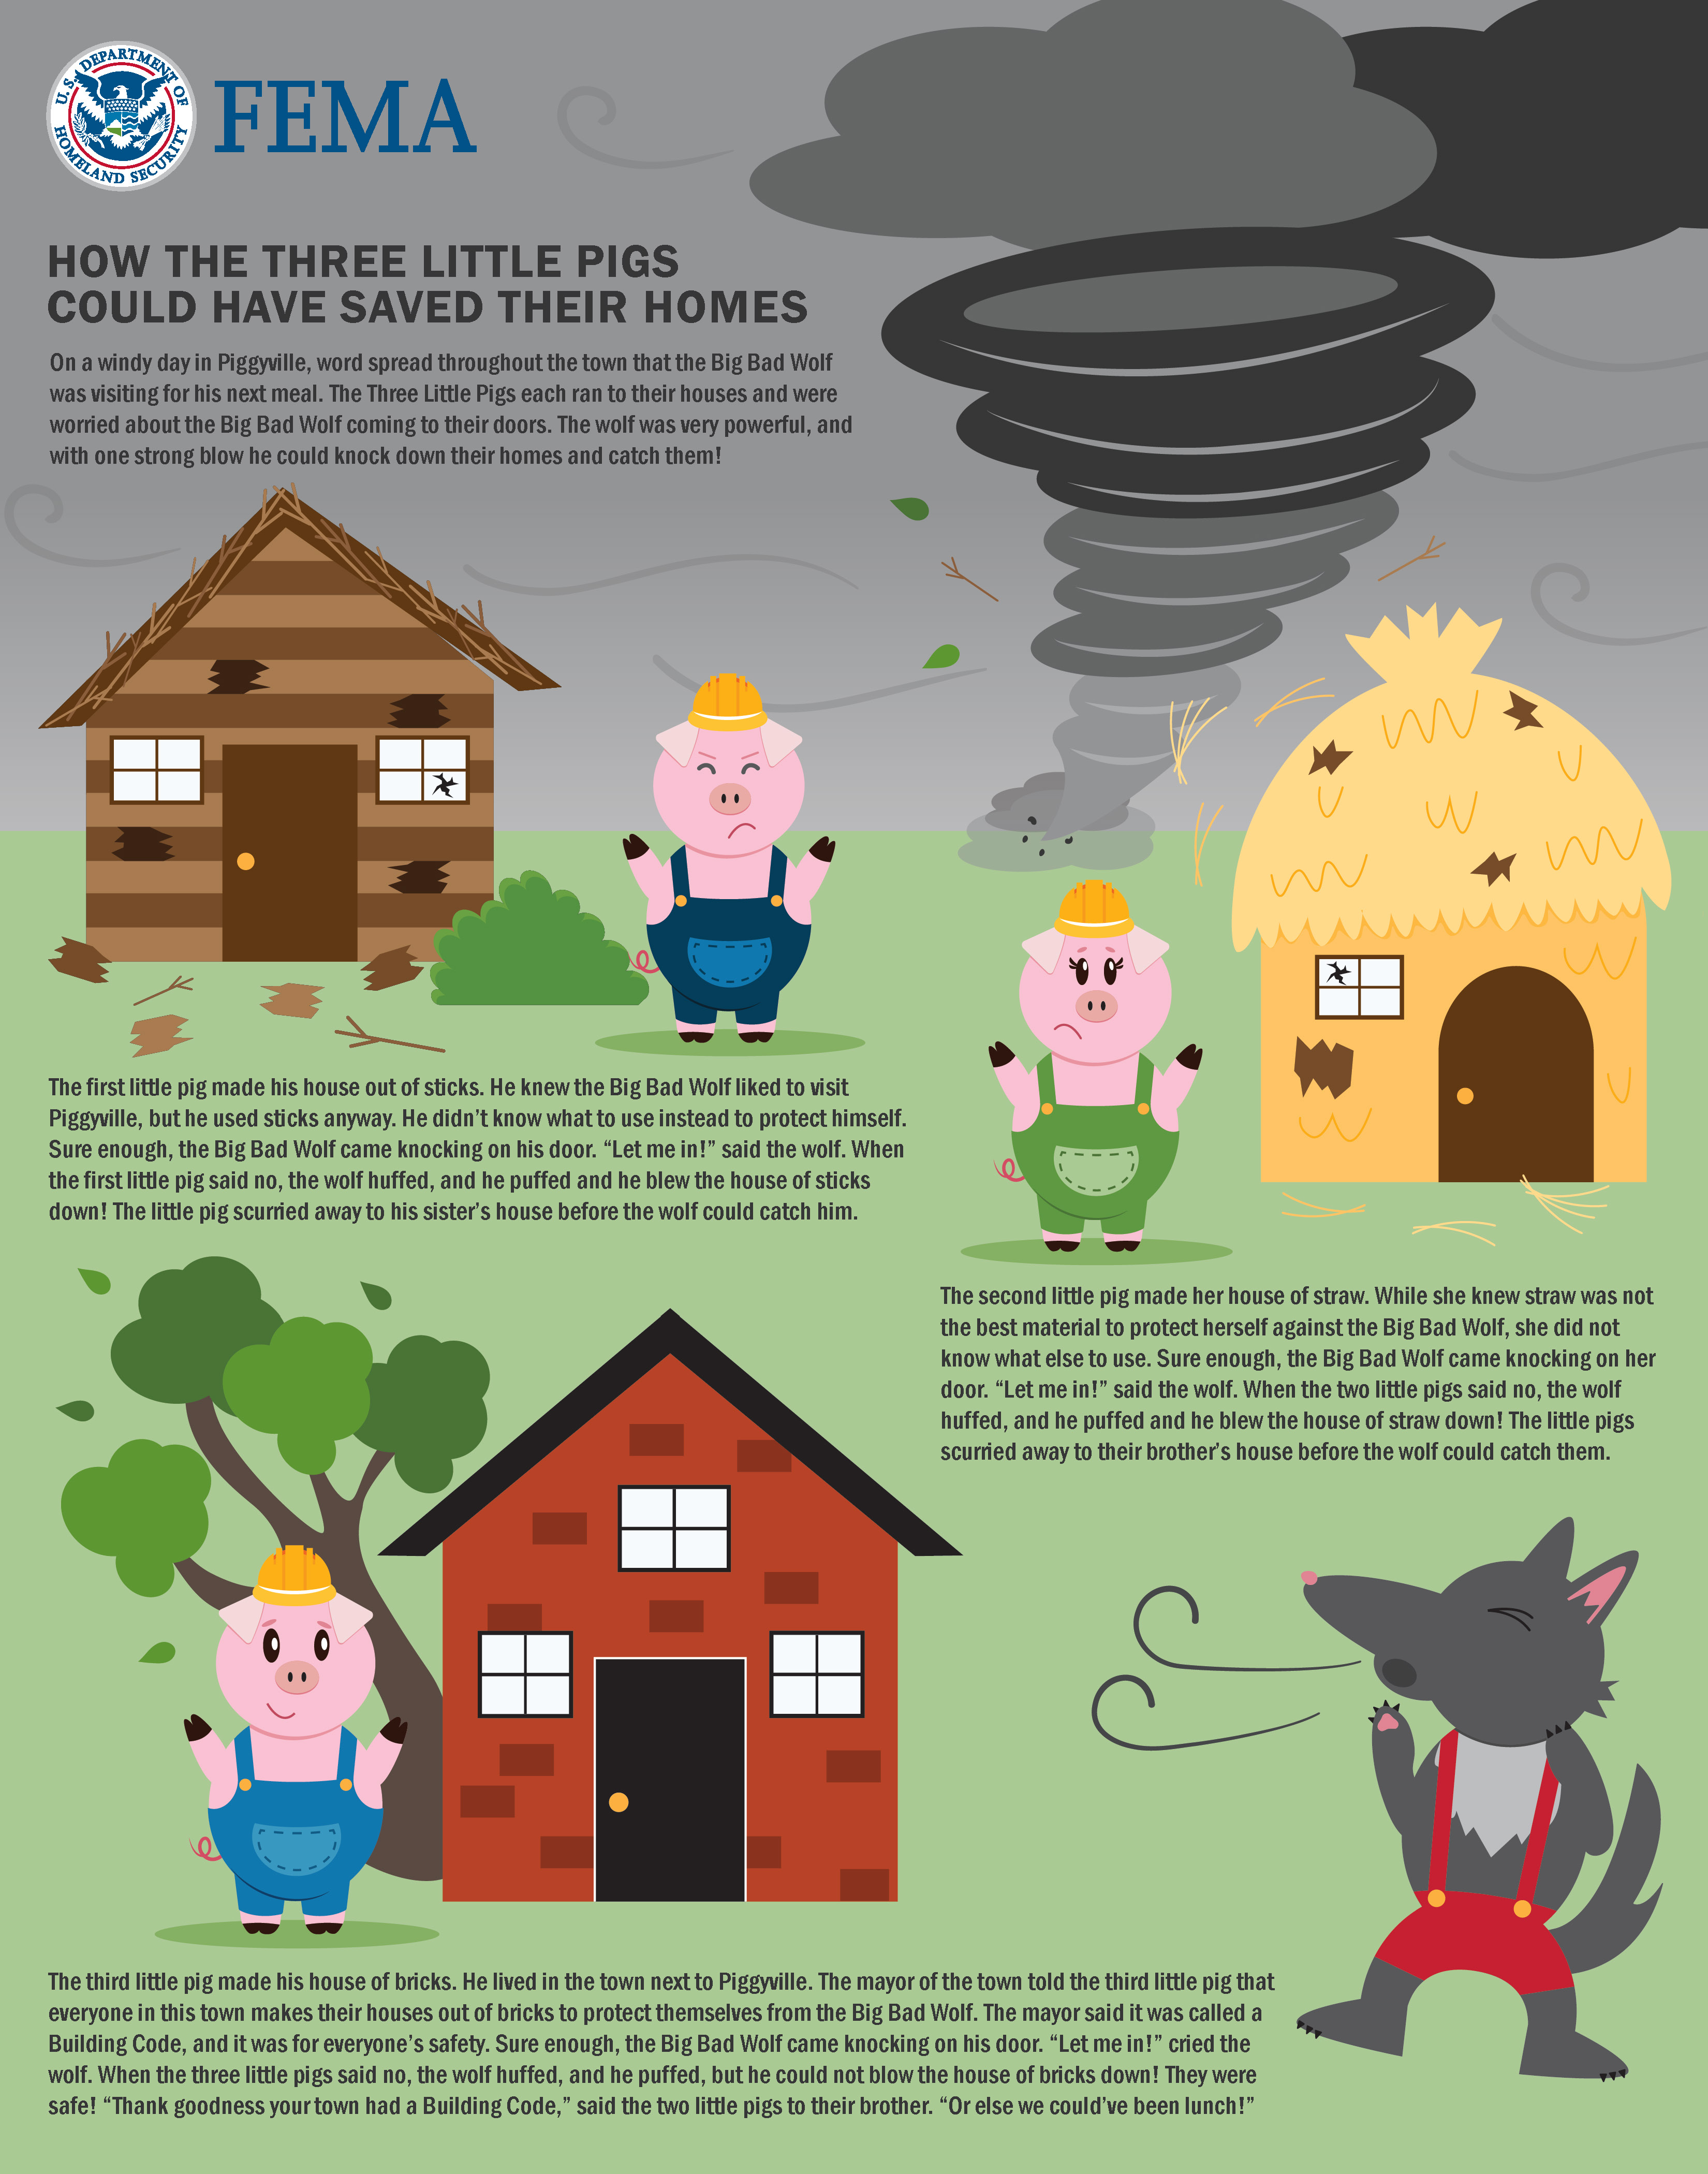 U.S. DEPARTMENT OF
HOMELAND SECURITY
FEMA
HOW THE THREE LITTLE PIGS
COULD HAVE SAVED THEIR HOMES
On a windy day in Piggyville, word spread throughout the town that the Big Bad Wolf
was visiting for his next meal. The Three Little Pigs each ran to their houses and were
worried about the Big Bad Wolf coming to their doors. The wolf was very powerful, and
with one strong blow he could knock down their homes and catch them!
The first little pig made his house out of sticks. He knew the Big Bad Wolf liked to visit
Piggyville, but he used sticks anyway. He didn’t know what to use instead to protect himself.
Sure enough, the Big Bad Wolf came knocking on his door. “Let me in!” said the wolf. When
the first little pig said no, the wolf huffed, and he puffed and he blew the house of sticks
down! The little pig scurried away to his sister’s house before the wolf could catch him.
The second little pig made her house of straw. While she knew straw was not
the best material to protect herself against the Big Bad Wolf, she did not
know what else to use. Sure enough, the Big Bad Wolf came knocking on her
door. “Let me in!” said the wolf. When the two little pigs said no, the wolf
huffed, and he puffed and he blew the house of straw down! The little pigs
scurried away to their brother’s house before the wolf could catch them.
The third little pig made his house of bricks. He lived in the town next to Piggyville. The mayor of the town told the third little pig that
everyone in this town makes their houses out of bricks to protect themselves from the Big Bad Wolf. The mayor said it was called a
Building Code, and it was for everyone’s safety. Sure enough, the Big Bad Wolf came knocking on his door. “Let me in!” cried the
wolf. When the three little pigs said no, the wolf huffed, and he puffed, but he could not blow the house of bricks down! They were
safe! “Thank goodness your town had a Building Code,” said the two little pigs to their brother. “Or else we could’ve been lunch!”